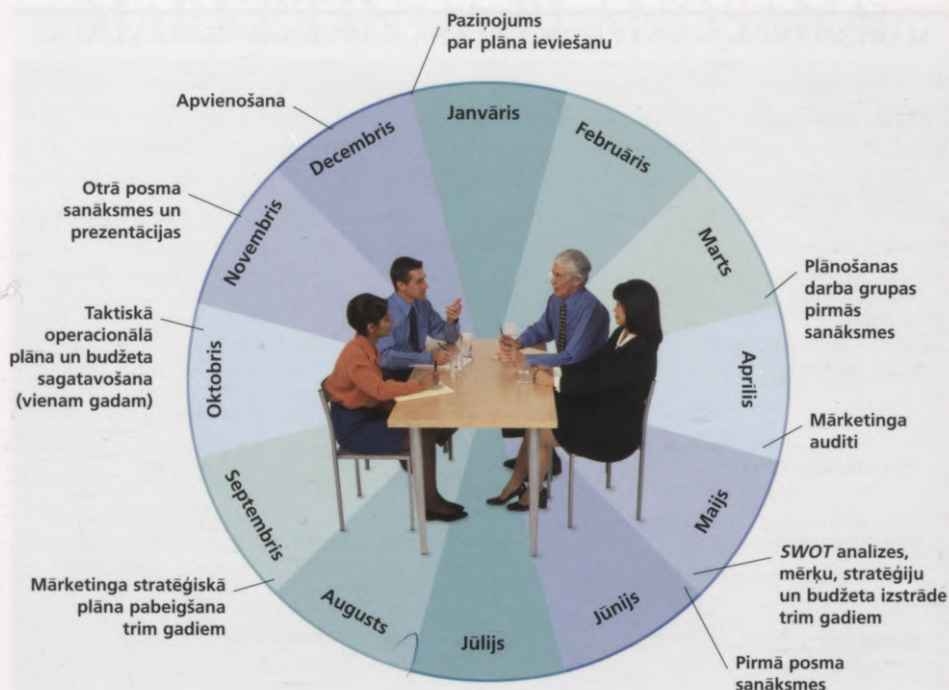 Paziņojums
par plāna ieviešanu
Apvienošana
Otrā posma
sanāksmes un
prezentācijas
Taktiskā
operacionālā
plāna un budžeta
sagatavošana
(vienam gadam)
Mārketinga stratēģiskā
plāna pabeigšana
trim gadiem
Janvāris
Februāris
Marts
Aprilis
Maijs
Jūnijs
Jūlijs
Augusts
Septembris
Oktobris
Novembris
Decembris
Plānošanas
darba grupas
pirmās
sanāksmes
Mārketinga
auditi
SWOT analīzes,
mērķu, stratēģiju
un budžeta izstrāde
trim gadiem
Pirmā posma
sanāksmes